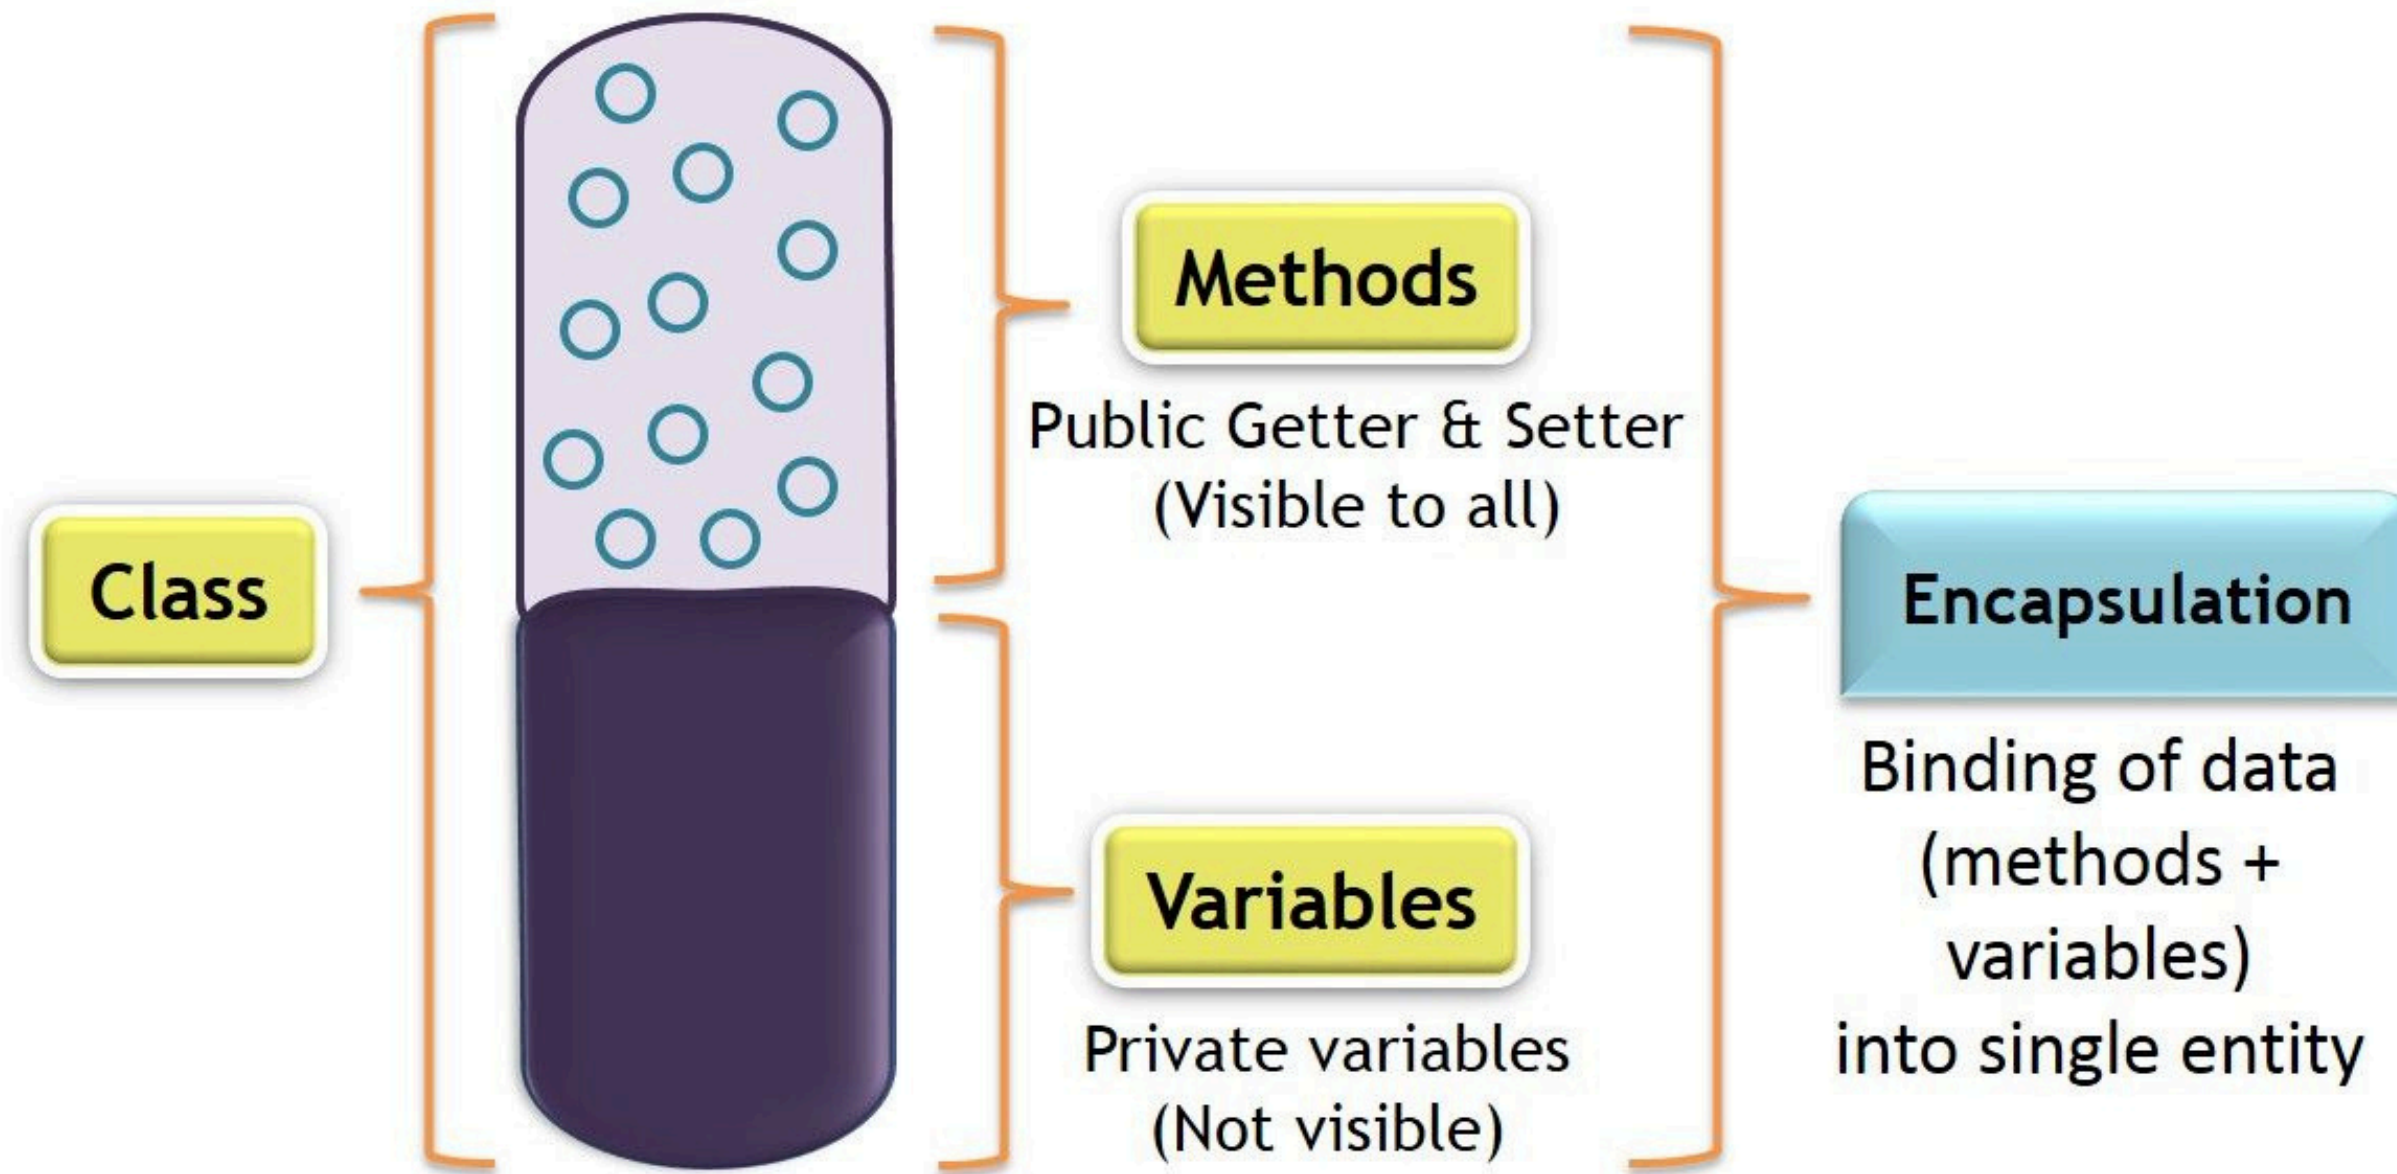 Class
Methods
Public Getter & Setter
(Visible to all)
Variables
Private variables
(Not visible)
Encapsulation
Binding of data
(methods +
variables)
into single entity